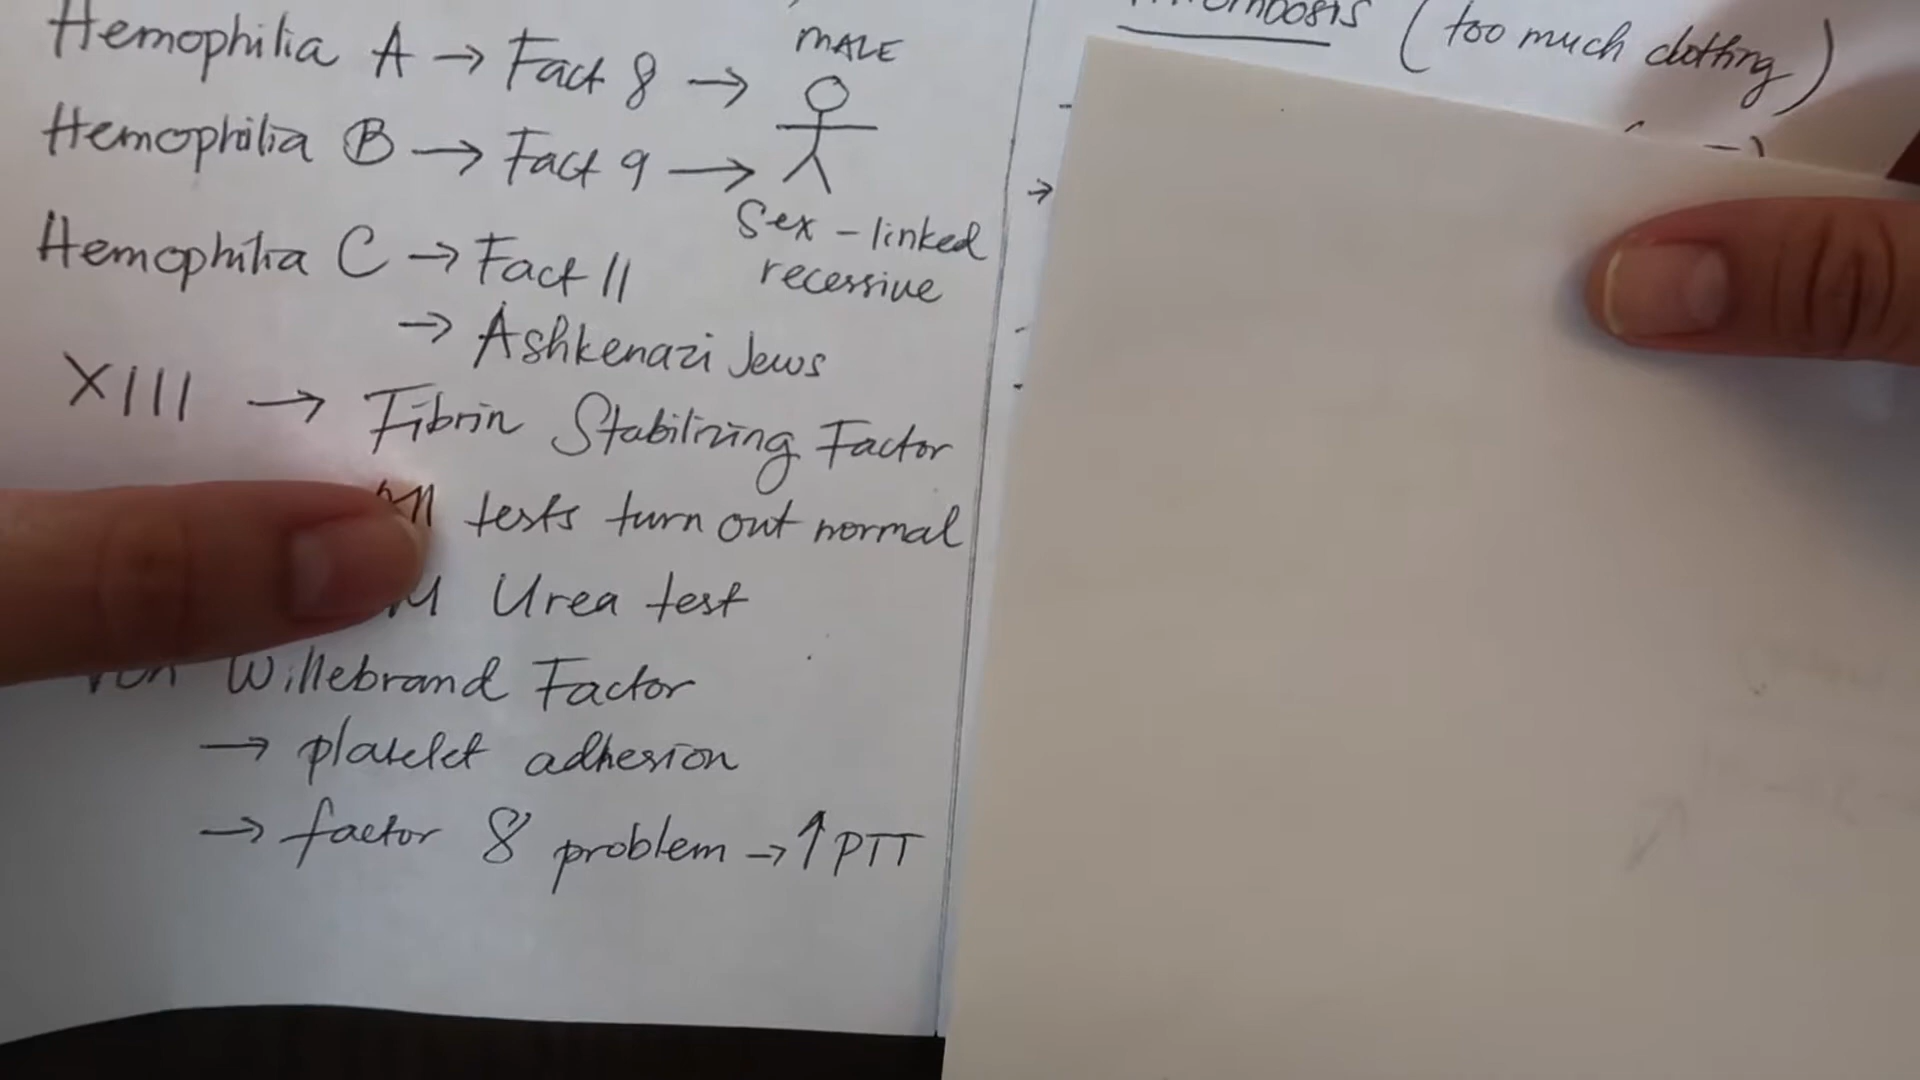 Hemophilia A → Fact 8 →
MALE
Hemophilia B → Fact 9 →
Sex-linked
recessive
Hemophilia C → Fact 11
→ Ashkenazi Jews
XIII → Fibrin Stabilizing Factor
tests turn out normal
Urea test
Willebrand Factor
→ platelet adhesion
→ factor 8 problem → ↑ PTT
(too much clotting)